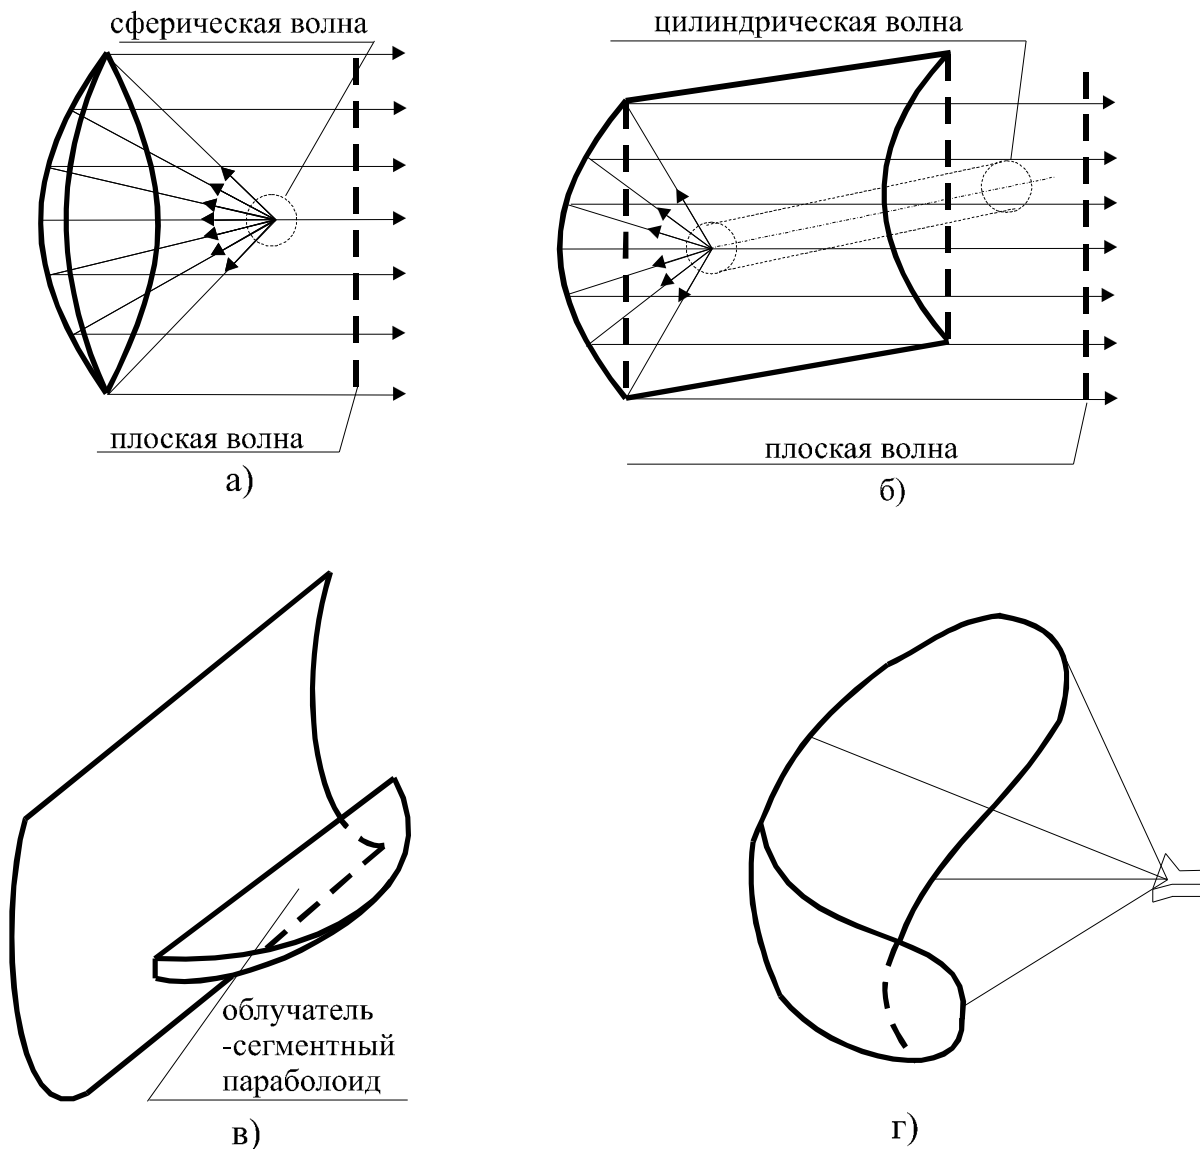 сферическая волна
цилиндрическая волна
плоская волна
а)
плоская волна
б)
облучатель
-сегментный
параболоид
в)
г)